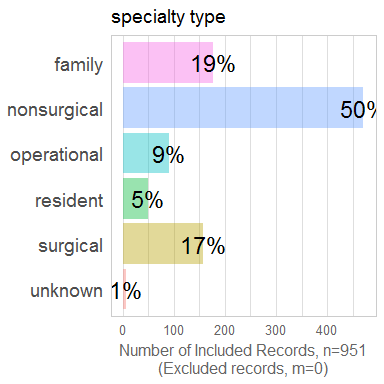 specialty type
family 19%
nonsurgical 50%
operational 9%
resident 5%
surgical 17%
unknown 1%
0 100 200 300 400
Number of Included Records, n=951
(Excluded records, m=0)